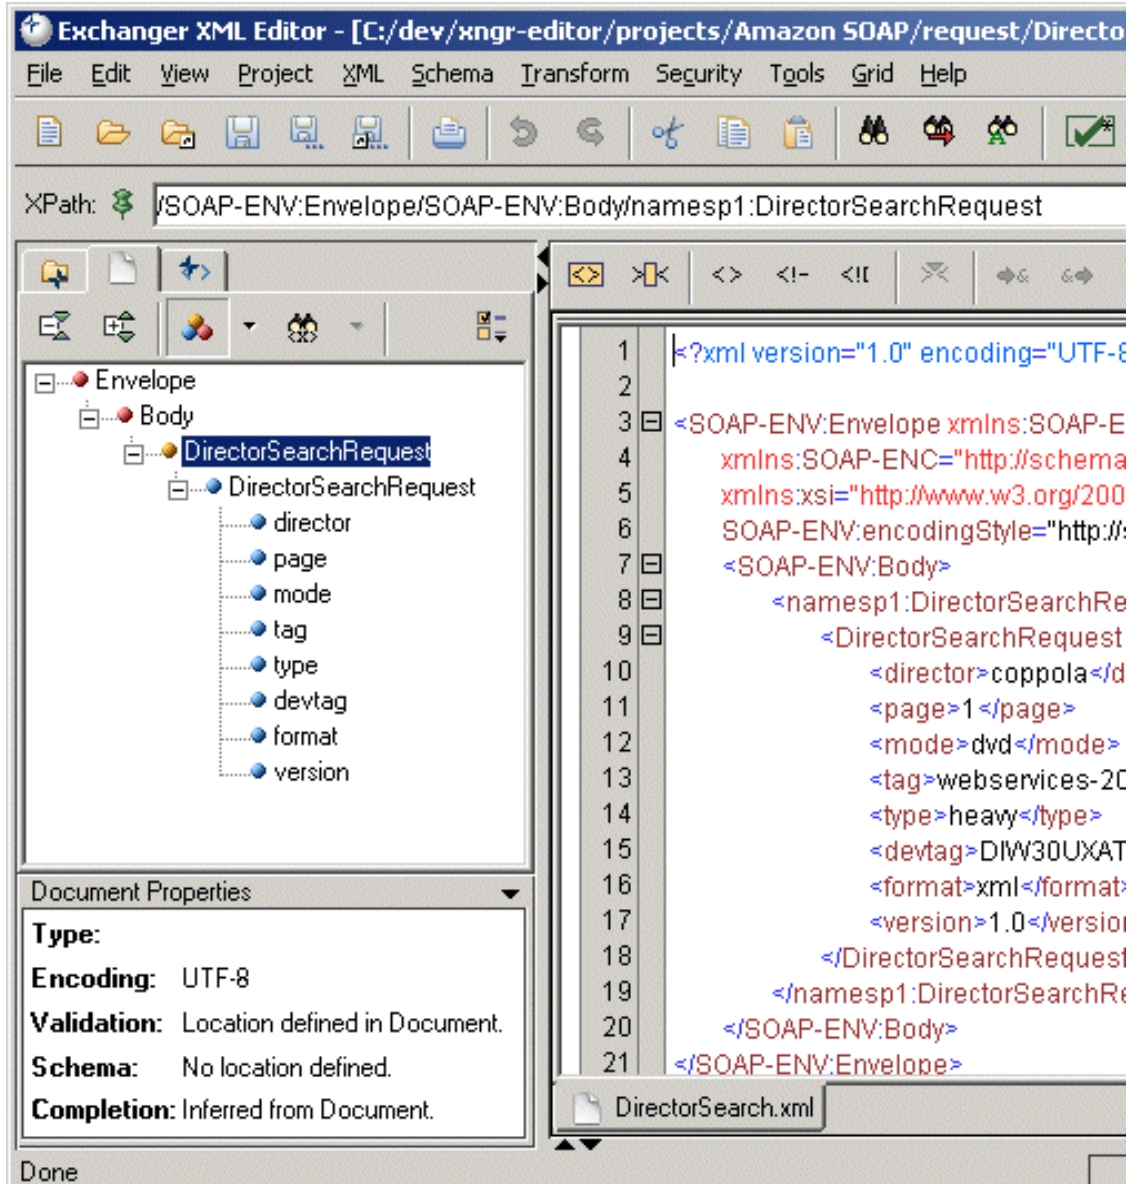 Exchanger XML Editor - [C:/dev/xngr-editor/projects/Amazon SOAP/request/Directo
File Edit View Project XML Schema Transform Security Tools Grid Help
XPath: /SOAP-ENV:Envelope/SOAP-ENV:Body/namesp1:DirectorSearchRequest
Envelope
Body
DirectorSearchRequest
DirectorSearchRequest
director
page
mode
tag
type
devtag
format
version
Document Properties
Type:
Encoding: UTF-8
Validation: Location defined in Document.
Schema: No location defined.
Completion: Inferred from Document.
1 <?xml version="1.0" encoding="UTF-8
2
3 <SOAP-ENV:Envelope xmlns:SOAP-E
4 xmlns:SOAP-ENC="http://schema
5 xmlns:xsi="http://www.w3.org/200
6 SOAP-ENV:encodingStyle="http://s
7 <SOAP-ENV:Body>
8 <namesp1:DirectorSearchRe
9 <DirectorSearchRequest
10 <director>coppola</d
11 <page>1</page>
12 <mode>dvd</mode>
13 <tag>webservices-20
14 <type>heavy</type>
15 <devtag>DIW30UXAT
16 <format>xml</format>
17 <version>1.0</version
18 </DirectorSearchRequest
19 </namesp1:DirectorSearchRe
20 </SOAP-ENV:Body>
21 </SOAP-ENV:Envelope>
DirectorSearch.xml
Done